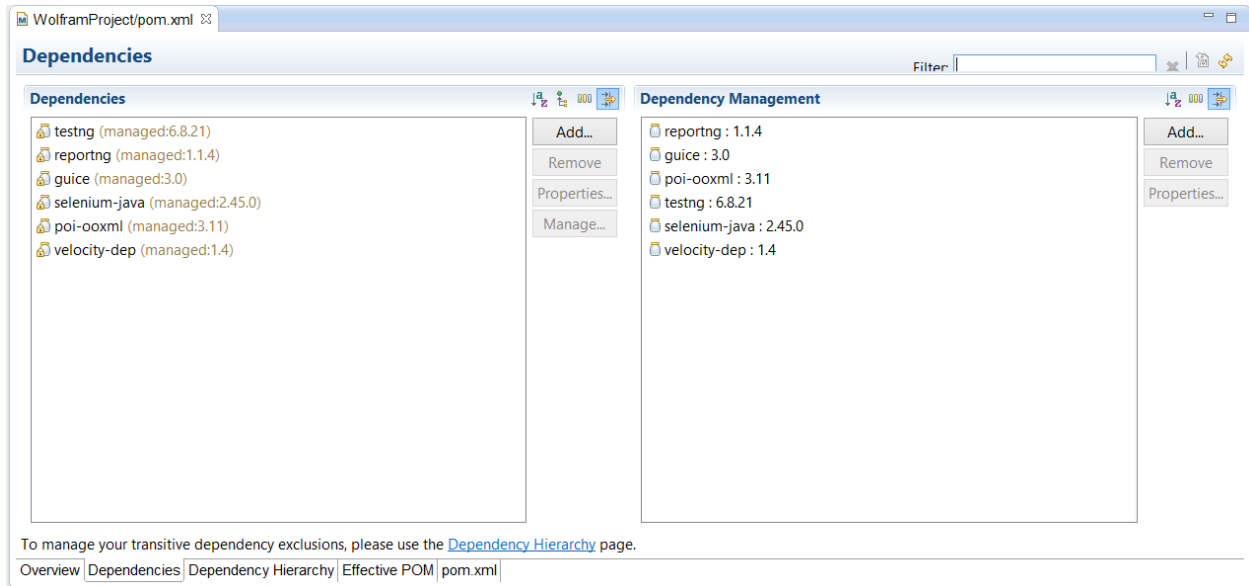 WolframProject/pom.xml
Dependencies
Filter:
Dependencies
testng (managed:6.8.21)
reportng (managed:1.1.4)
guice (managed:3.0)
selenium-java (managed:2.45.0)
poi-ooxml (managed:3.11)
velocity-dep (managed:1.4)
Add...
Remove
Properties...
Manage...
Dependency Management
reportng : 1.1.4
guice : 3.0
poi-ooxml : 3.11
testng : 6.8.21
selenium-java : 2.45.0
velocity-dep : 1.4
Add...
Remove
Properties...
To manage your transitive dependency exclusions, please use the Dependency Hierarchy page.
Overview Dependencies Dependency Hierarchy Effective POM pom.xml